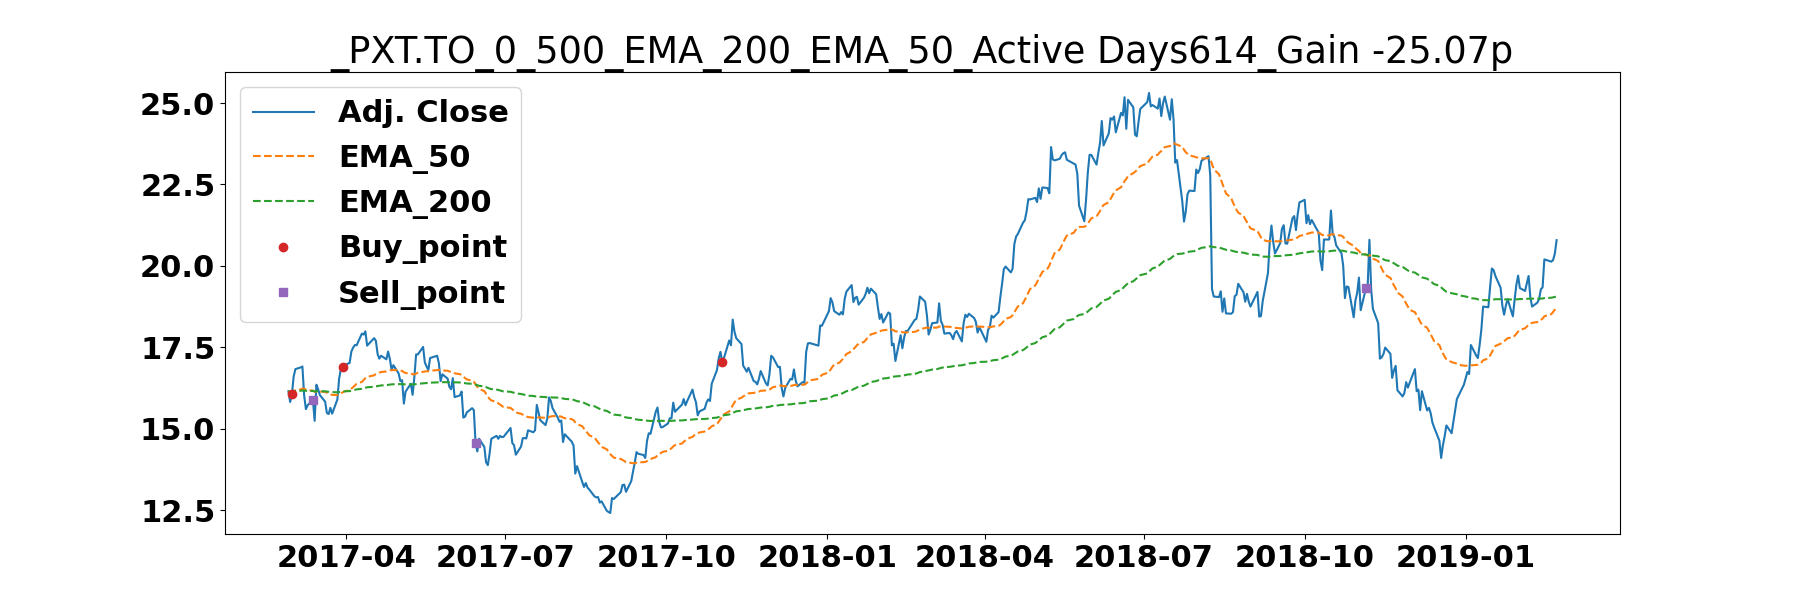 _PXT.TO_0_500_EMA_200_EMA_50_Active Days614_Gain -25.07p
25.0
22.5
20.0
17.5
15.0
12.5
Adj. Close
EMA_50
EMA_200
Buy_point
Sell_point
2017-04 2017-07 2017-10 2018-01 2018-04 2018-07 2018-10 2019-01